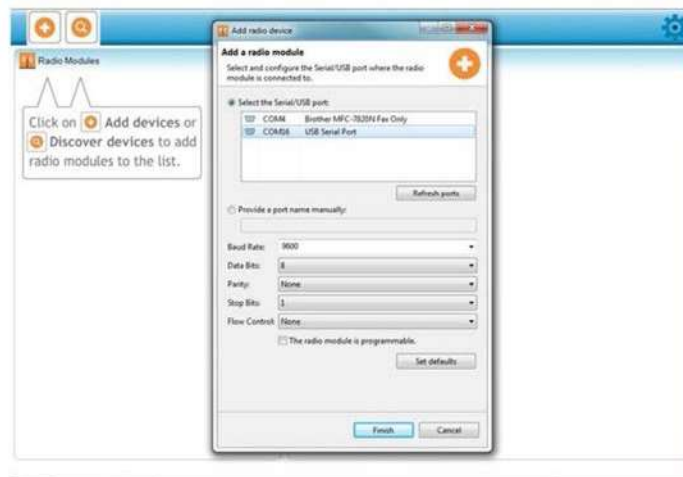 Add radio device
Radio Modules
Add a radio module
Select and configure the Serial/USB port where the radio
module is connected to.
Click on Add devices or
Discover devices to add
radio modules to the list.
Select the Serial/USB port:
COM4 Brother MFC-7820N Fax Only
COM16 USB Serial Port
Refresh ports
Provide a port name manually:
Baud Rate: 9600
Data Bits: 8
Parity: None
Stop Bits: 1
Flow Control: None
The radio module is programmable.
Set defaults
Finish Cancel